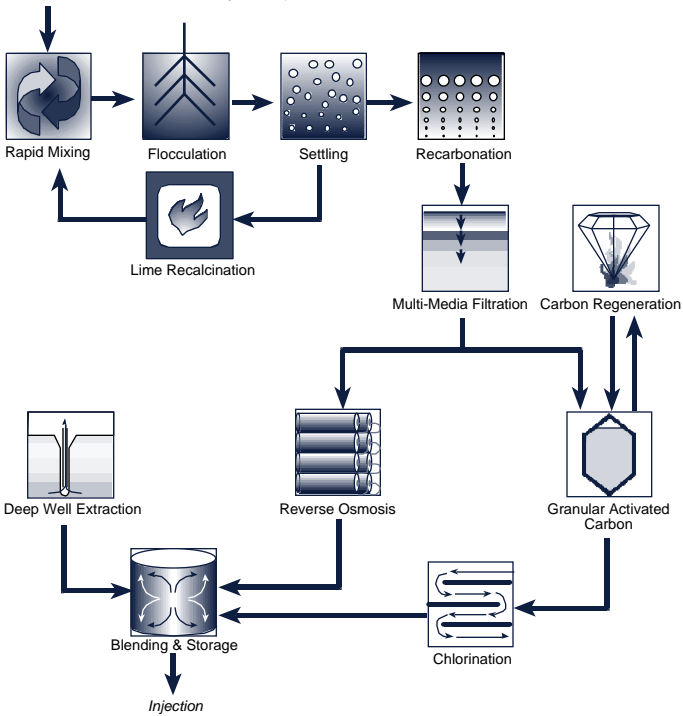 Rapid Mixing
Flocculation
Settling
Recarbonation
Lime Recalcination
Multi-Media Filtration
Carbon Regeneration
Deep Well Extraction
Reverse Osmosis
Granular Activated
Carbon
Blending & Storage
Chlorination
Injection